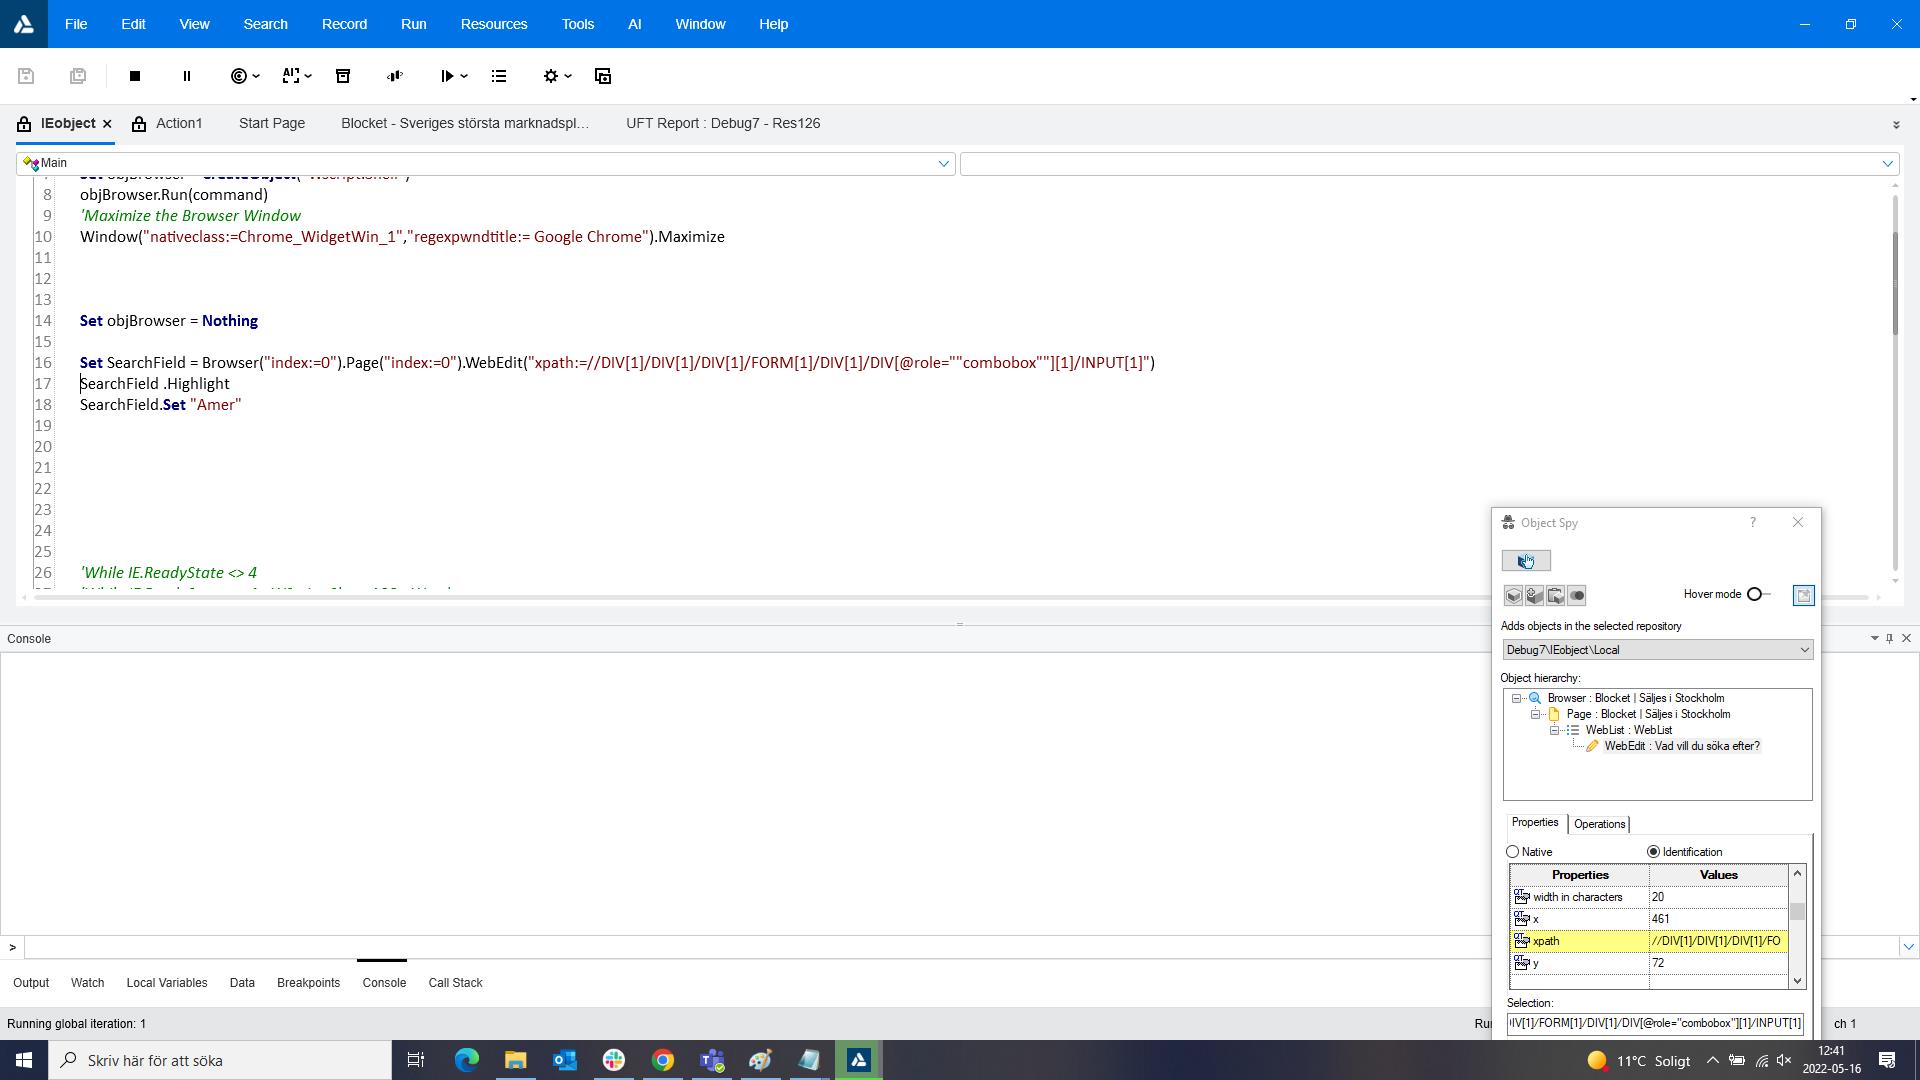 File Edit View Search Record Run Resources Tools AI Window Help
IEobject Action1 Start Page Blocket - Sveriges största marknadspl... UFT Report : Debug7 - Res126
Main
8 objBrowser.Run(command)
9 'Maximize the Browser Window
10 Window("nativeclass:=Chrome_WidgetWin_1","regexpwndtitle:= Google Chrome").Maximize
11
12
13
14 Set objBrowser = Nothing
15
16 Set SearchField = Browser("index:=0").Page("index:=0").WebEdit("xpath:=//DIV[1]/DIV[1]/DIV[1]/FORM[1]/DIV[1]/DIV[@role=""combobox""][1]/INPUT[1]")
17 SearchField .Highlight
18 SearchField.Set "Amer"
19
20
21
22
23
24
25
26 'While IE.ReadyState <> 4
Object Spy ?
Hover mode
Adds objects in the selected repository
Debug7\IEobject\Local
Object hierarchy:
Browser : Blocket | Säljes i Stockholm
Page : Blocket | Säljes i Stockholm
WebList : WebList
WebEdit : Vad vill du söka efter?
Properties Operations
Native Identification
Properties Values
width in characters 20
x 461
xpath //DIV[1]/DIV[1]/DIV[1]/FO
y 72
Selection:
IV[1]/FORM[1]/DIV[1]/DIV[@role="combobox"][1]/INPUT[1]
Console
>
Output Watch Local Variables Data Breakpoints Console Call Stack
Running global iteration: 1
ch 1
Skriv här för att söka
11°C Soligt
12:41
2022-05-16